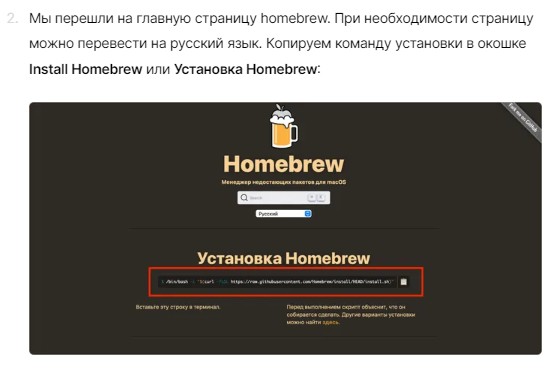 2. Мы перешли на главную страницу homebrew. При необходимости страницу
можно перевести на русский язык. Копируем команду установки в окошке
Install Homebrew или Установка Homebrew:
Fork me on GitHub
Homebrew
Менеджер недостающих пакетов для macOS
Search
Русский
Установка Homebrew
/bin/bash -c "$(curl -fsSL https://raw.githubusercontent.com/Homebrew/install/HEAD/install.sh)"
Вставьте эту строку в терминал.
Перед выполнением скрипт объяснит, что он
собирается сделать. Другие варианты установки
можно найти здесь.